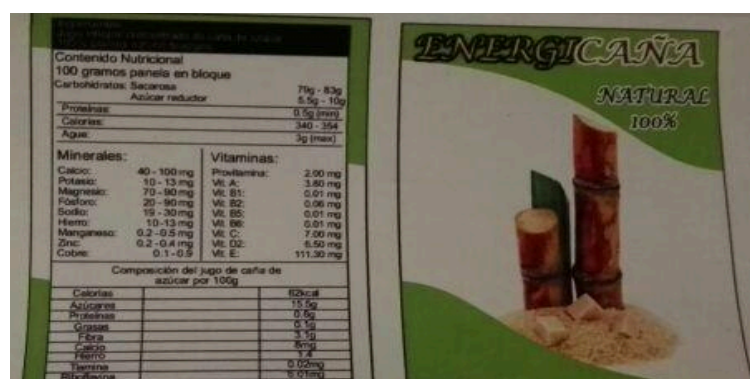 Contenido Nutricional
100 gramos panela en bloque
Carbohidratos: Sacarosa 79g - 83g
Azúcar reductor 5.5g - 10g
Proteínas: 0.5g (min)
Calorías: 340 - 354
Agua: 3g (max)
Minerales:
Calcio: 40 - 100 mg
Potasio: 10 - 13 mg
Magnesio: 70 - 90 mg
Fósforo: 20 - 90 mg
Sodio: 19 - 30 mg
Hierro: 10 - 13 mg
Manganeso: 0.2 - 0.5 mg
Zinc: 0.2 - 0.4 mg
Cobre: 0.1 - 0.9
Vitaminas:
Provitamina: 2.00 mg
Vit. A: 3.80 mg
Vit. B1: 0.01 mg
Vit. B2: 0.06 mg
Vit. B5: 0.01 mg
Vit. B6: 0.01 mg
Vit. C: 7.00 mg
Vit. D2: 6.50 mg
Vit. E: 111.30 mg
Composición del jugo de caña de
azúcar por 100g
Calorías 62kcal
Azúcares 15.5g
Proteínas 0.6g
Grasas 0.1g
Fibra 3.1g
Calcio 8mg
Hierro 1.4
Tiamina 0.02mg
Riboflavina 0.01mg
ENERGICAÑA
NATURAL
100%